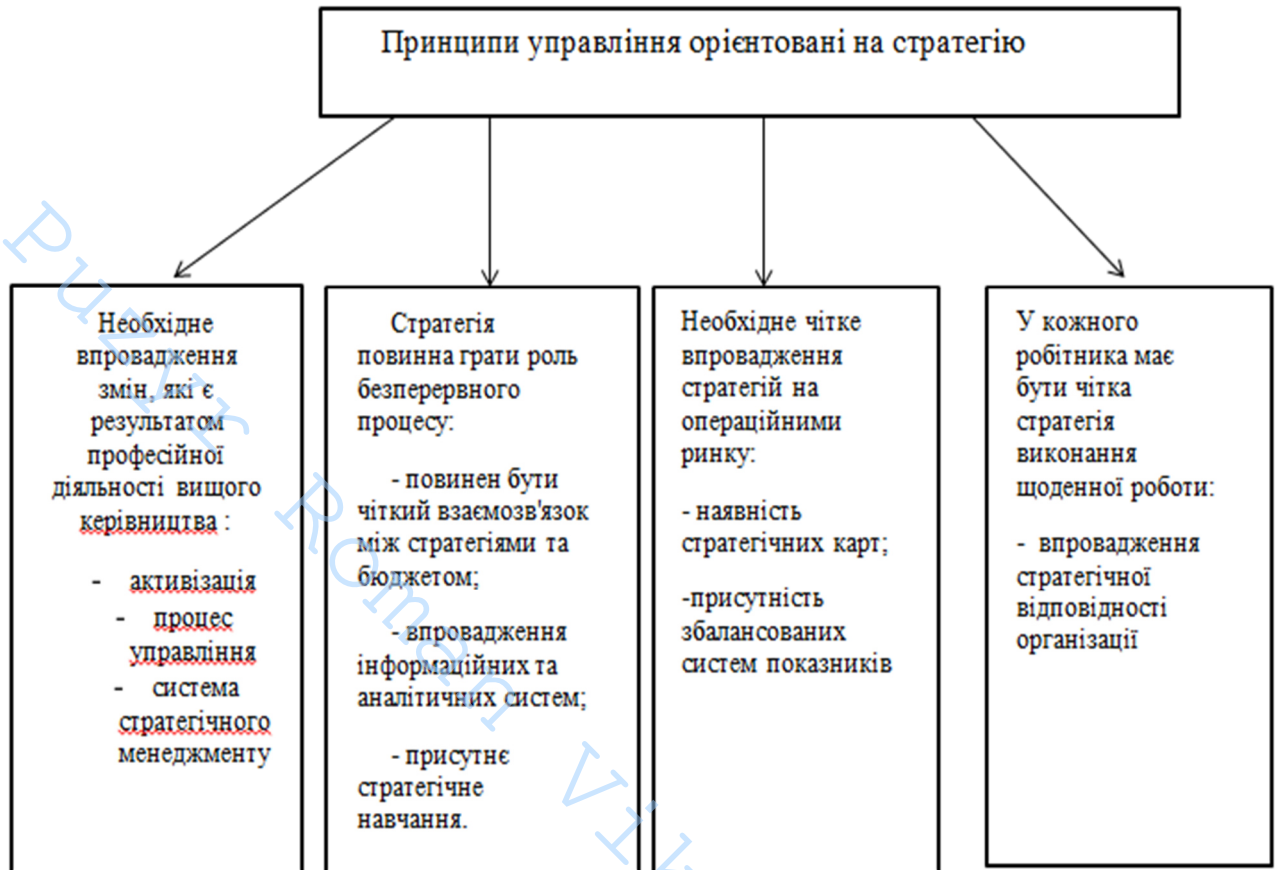 Принципи управління орієнтовані на стратегію
Необхідне
впровадження
змін, які є
результатом
професійної
діяльності вищого
керівництва :
- активізація
- процес
управління
- система
стратегічного
менеджменту
Стратегія
повинна грати роль
безперервного
процесу:
- повинен бути
чіткий взаємозв'язок
між стратегіями та
бюджетом;
- впровадження
інформаційних та
аналітичних систем;
- присутнє
стратегічне
навчання.
Необхідне чітке
впровадження
стратегій на
операційними
ринку:
- наявність
стратегічних карт;
-присутність
збалансованих
систем показників
У кожного
робітника має
бути чітка
стратегія
виконання
щоденної роботи:
- впровадження
стратегічної
відповідності
організації
Puzyr Roman